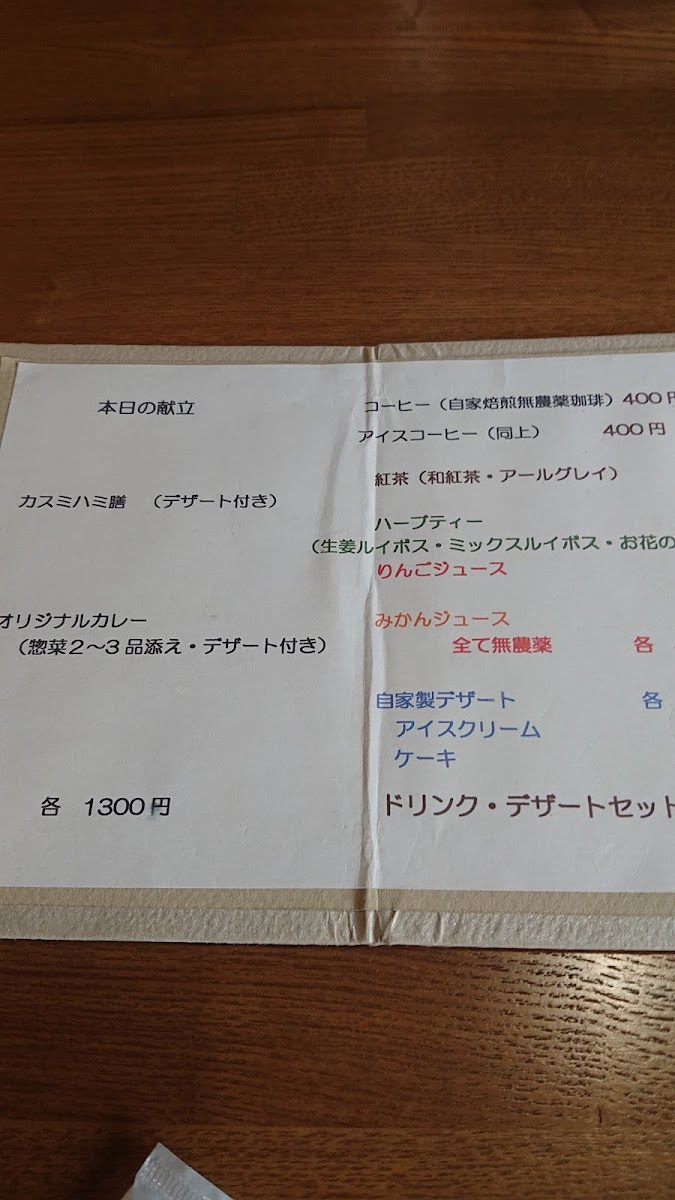 本日の献立
カスミハミ膳 （デザート付き）
オリジナルカレー
（惣菜２〜３品添え・デザート付き）
各 1300円
コーヒー（自家焙煎無農薬珈琲）400円
アイスコーヒー（同上） 400円
紅茶（和紅茶・アールグレイ）
ハーブティー
（生姜ルイボス・ミックスルイボス・お花の
りんごジュース
みかんジュース
全て無農薬 各
自家製デザート 各
アイスクリーム
ケーキ
ドリンク・デザートセット